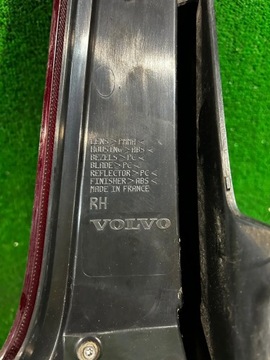 LENS >PMMA<
HOUSING >ABS<
BEZELS >PC<
BLADE >PC<
REFLECTOR >PC<
FINISHER >ABS<
MADE IN FRANCE
RH
VOLVO